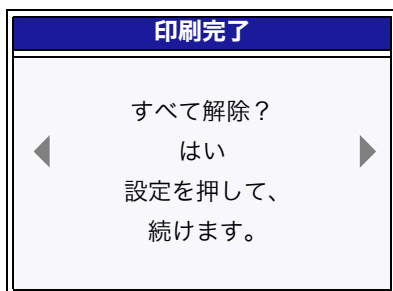 印刷完了
すべて解除？
はい
設定を押して、
続けます。